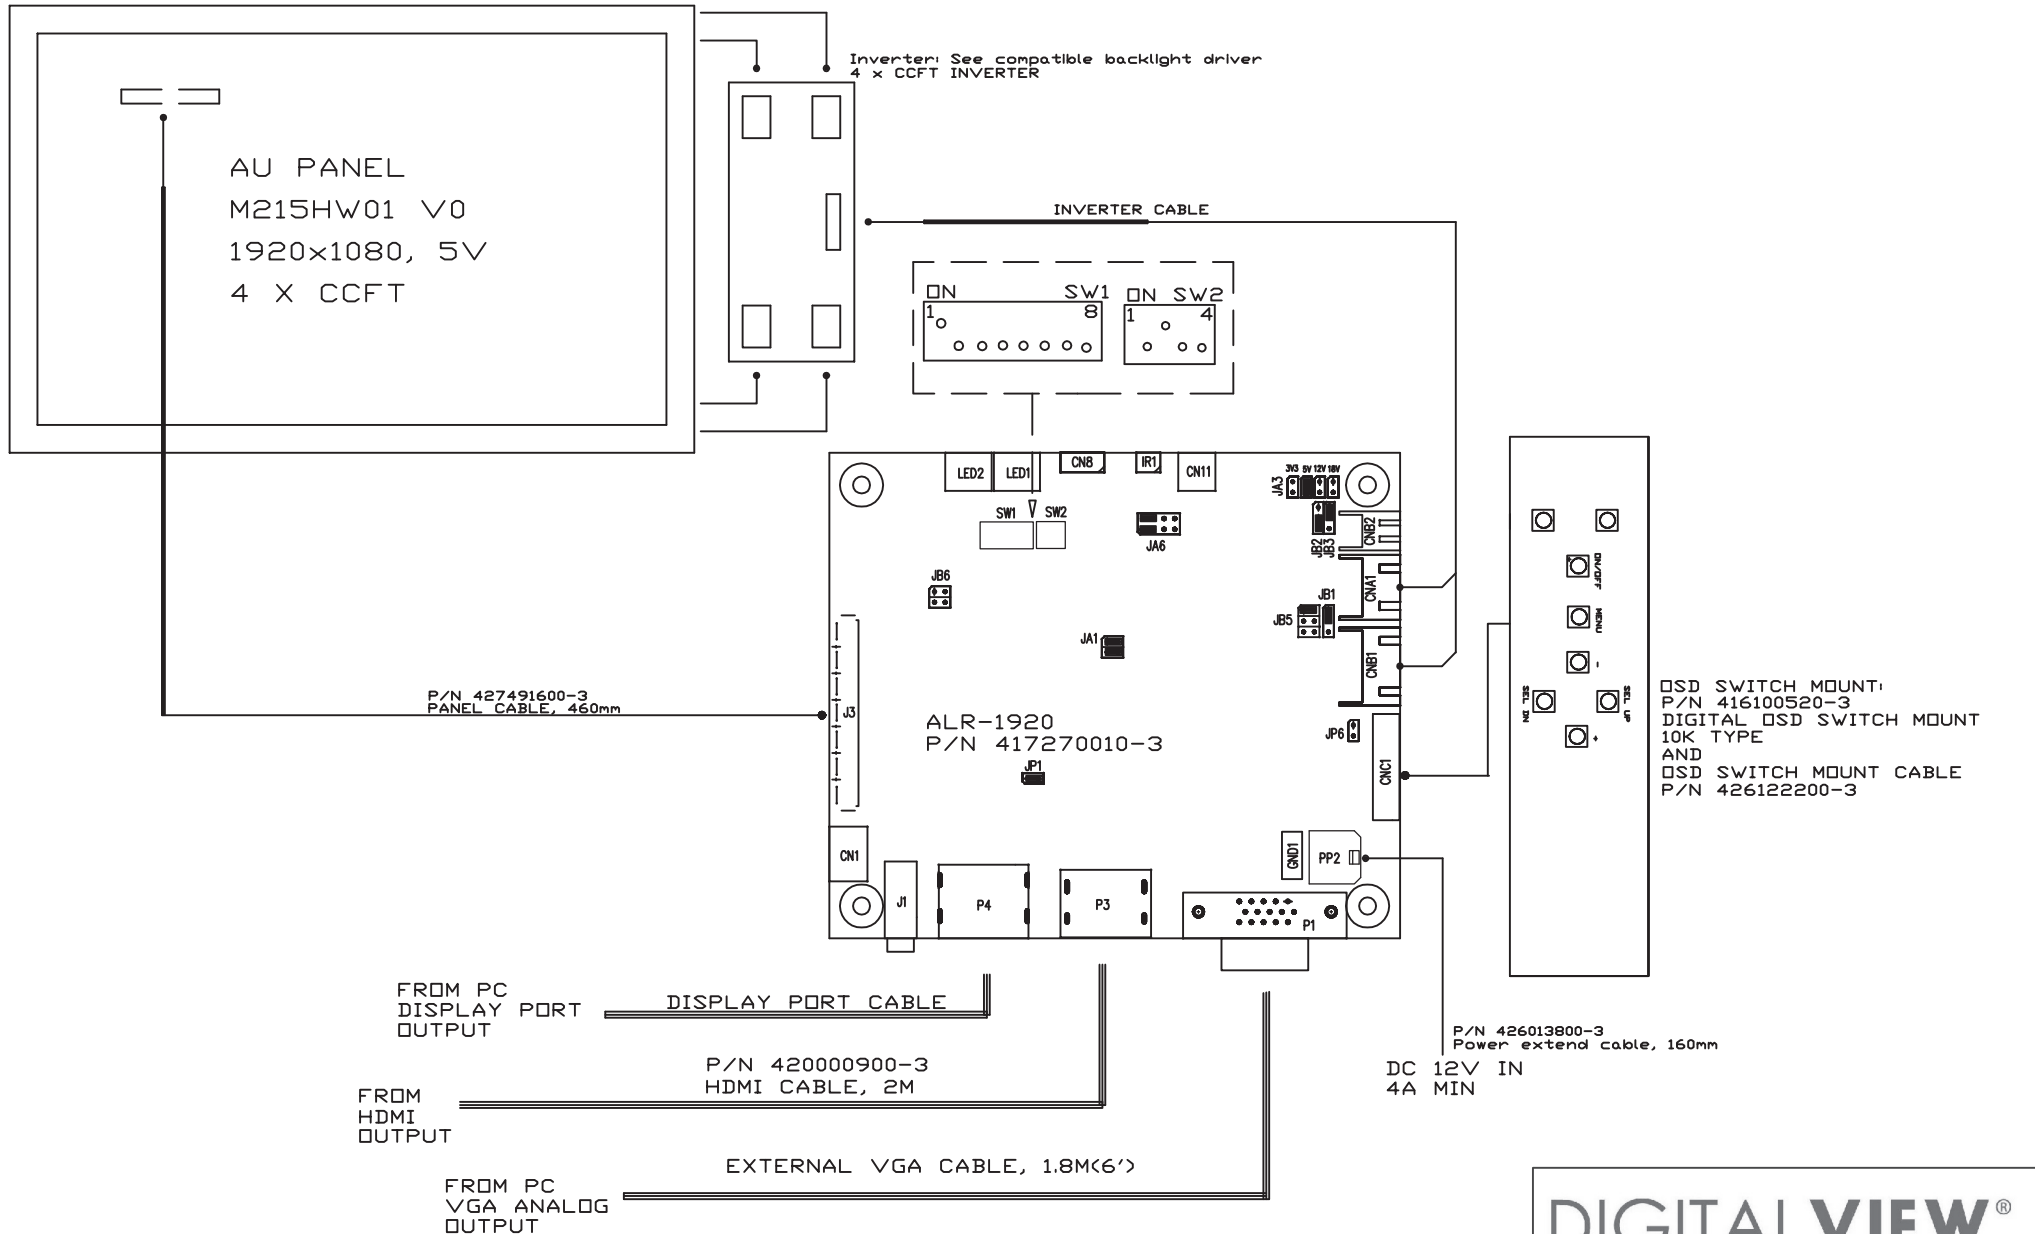 Inverter: See compatible backlight driver
4 x CCFT INVERTER
AU PANEL
M215HW01 V0
1920x1080, 5V
4 X CCFT
INVERTER CABLE
ON SW1
1 8
ON SW2
1 4
LED2
LED1
CN8
IR1
CN11
3V3 5V 12V 18V
JA3
SW1
SW2
JA6
JB2
JB3
CNB2
CNA1
JB6
JB1
JB5
JA1
CNB1
ON/OFF
MENU
-
SEL DN
SEL UP
+
P/N 427491600-3
PANEL CABLE, 460mm
J3
ALR-1920
P/N 417270010-3
JP6
JP1
CNC1
OSD SWITCH MOUNT:
P/N 416100520-3
DIGITAL OSD SWITCH MOUNT
10K TYPE
AND
OSD SWITCH MOUNT CABLE
P/N 426122200-3
CN1
GND1
PP2
J1
P4
P3
P1
FROM PC
DISPLAY PORT
OUTPUT
DISPLAY PORT CABLE
P/N 426013800-3
Power extend cable, 160mm
DC 12V IN
4A MIN
P/N 420000900-3
HDMI CABLE, 2M
FROM
HDMI
OUTPUT
EXTERNAL VGA CABLE, 1.8M(6')
FROM PC
VGA ANALOG
OUTPUT
DIGITAL VIEW®